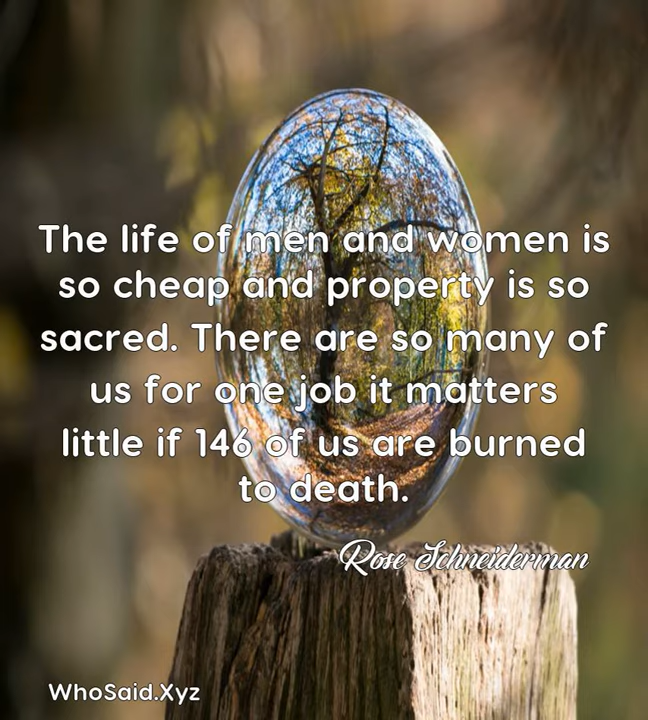 The life of men and women is
so cheap and property is so
sacred. There are so many of
us for one job it matters
little if 146 of us are burned
to death.
Rose Schneiderman
WhoSaid.Xyz